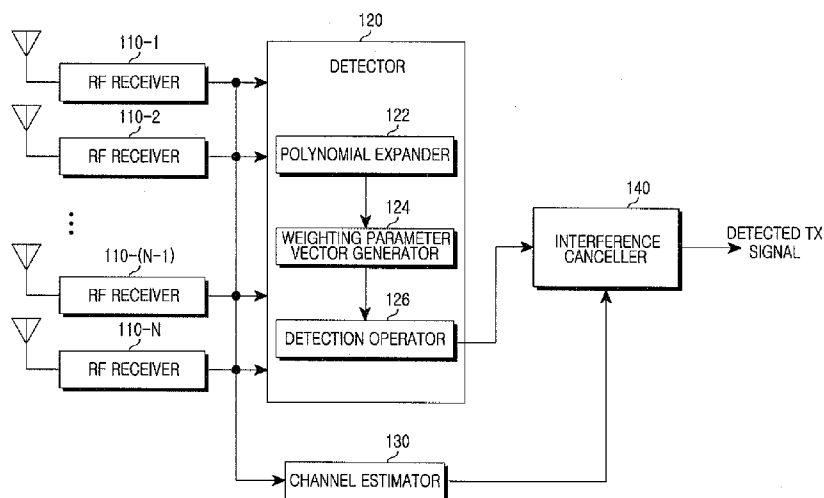 110-1
RF RECEIVER
110-2
RF RECEIVER
110-(N-1)
RF RECEIVER
110-N
RF RECEIVER
120
DETECTOR
122
POLYNOMIAL EXPANDER
124
WEIGHTING PARAMETER
VECTOR GENERATOR
126
DETECTION OPERATOR
130
CHANNEL ESTIMATOR
140
INTERFERENCE
CANCELLER
DETECTED TX
SIGNAL